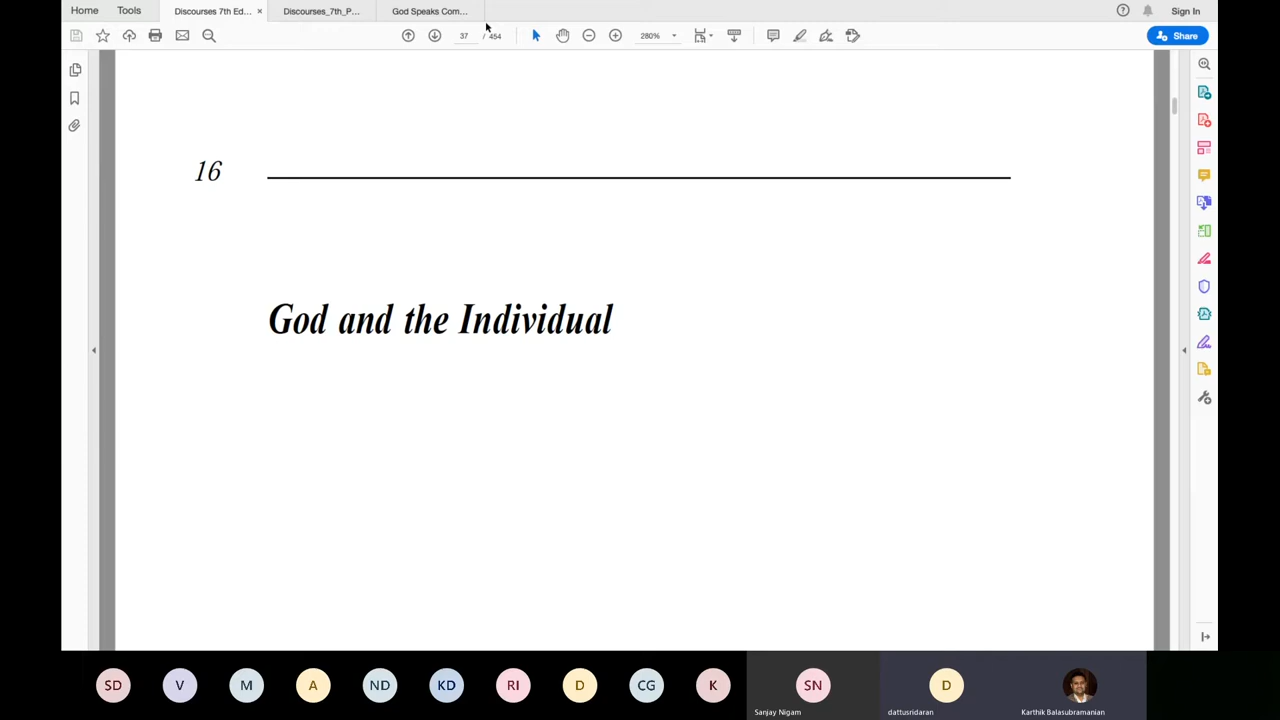 Home Tools Discourses 7th Ed... × Discourses_7th_P... God Speaks Com... Sign In
37 / 454 280% Share
16
God and the Individual
SD V M A ND KD RI D CG K SN D
Sanjay Nigam dattusridaran Karthik Balasubramanian